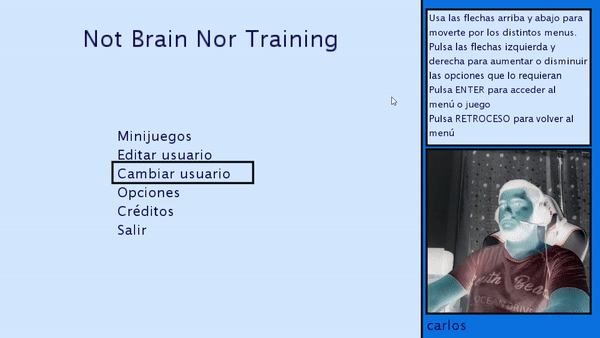 Not Brain Nor Training
Minijuegos
Editar usuario
Cambiar usuario
Opciones
Créditos
Salir
Usa las flechas arriba y abajo para
moverte por los distintos menus.
Pulsa las flechas izquierda y
derecha para aumentar o disminuir
las opciones que lo requieran
Pulsa ENTER para acceder al
menú o juego
Pulsa RETROCESO para volver al
menú
OCEAN DRIVE
carlos